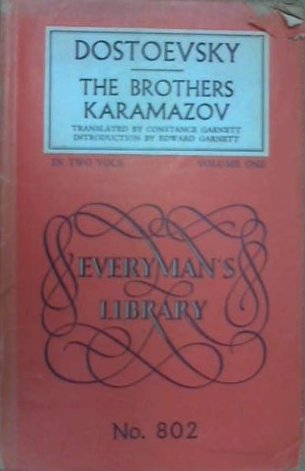 DOSTOEVSKY
THE BROTHERS
KARAMAZOV
TRANSLATED BY CONSTANCE GARNETT
INTRODUCTION BY EDWARD GARNETT
IN TWO VOLS. VOLUME ONE
EVERYMAN'S
LIBRARY
No. 802